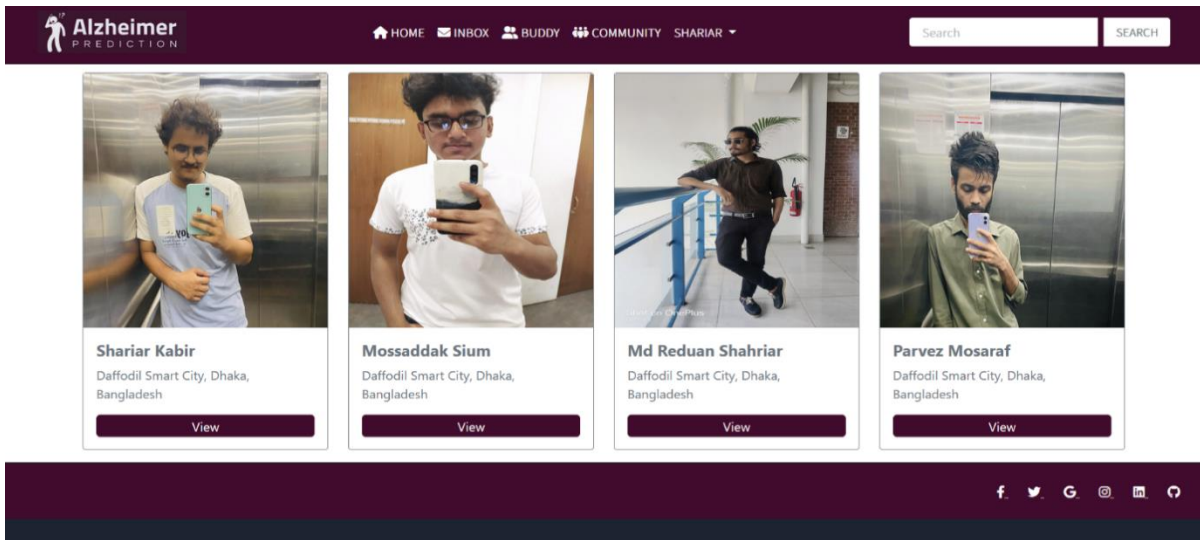 Alzheimer
PREDICTION
HOME INBOX BUDDY COMMUNITY SHARIAR
Search
SEARCH
Shariar Kabir
Daffodil Smart City, Dhaka,
Bangladesh
View
Mossaddak Sium
Daffodil Smart City, Dhaka,
Bangladesh
View
Md Reduan Shahriar
Daffodil Smart City, Dhaka,
Bangladesh
View
Parvez Mosaraf
Daffodil Smart City, Dhaka,
Bangladesh
View